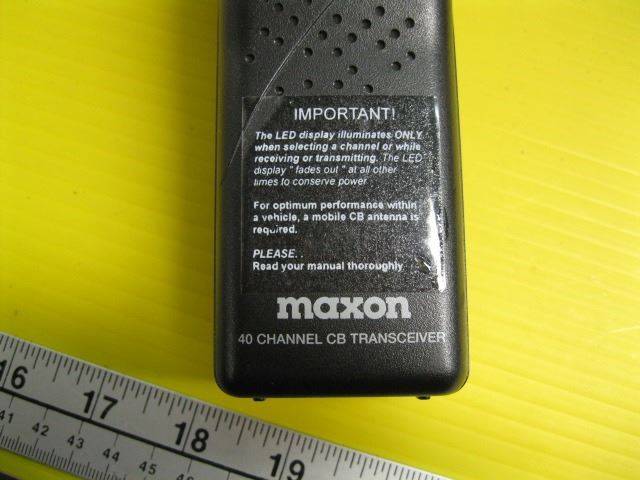 IMPORTANT!
The LED display illuminates ONLY
when selecting a channel or while
receiving or transmitting. The LED
display " fades out " at all other
times to conserve power
For optimum performance within
a vehicle, a mobile CB antenna is
required.
PLEASE. .
Read your manual thoroughly
maxon
40 CHANNEL CB TRANSCEIVER
16 17 18 19
41 42 43 44 45 46 48